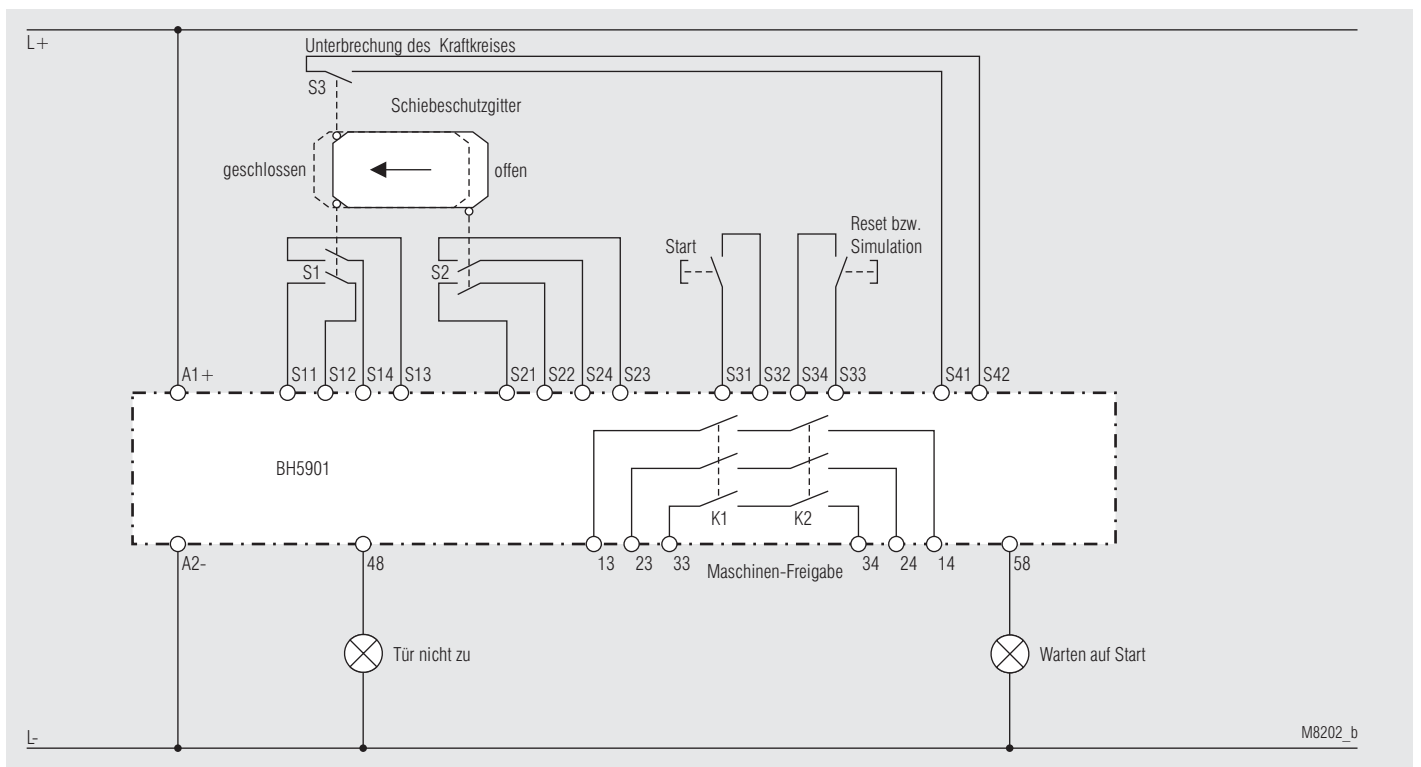 L+
Unterbrechung des Kraftkreises
S3
Schiebeschutzgitter
geschlossen
offen
Start
Reset bzw.
Simulation
S1
S2
A1+
S11
S12
S14
S13
S21
S22
S24
S23
S31
S32
S34
S33
S41
S42
BH5901
K1
K2
A2-
48
13
23
33
Maschinen-Freigabe
34
24
14
58
Tür nicht zu
Warten auf Start
L-
M8202_b